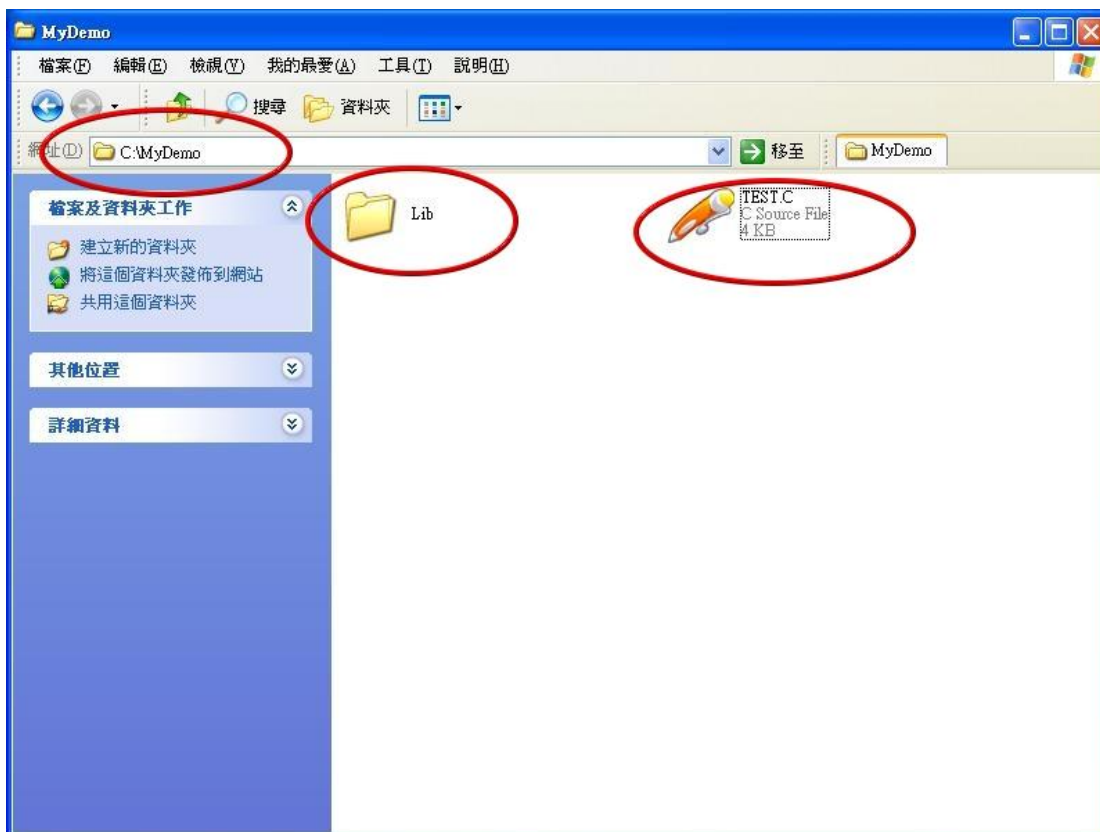 MyDemo
檔案(F) 編輯(E) 檢視(V) 我的最愛(A) 工具(T) 說明(H)
搜尋 資料夾
網址(D) C:\MyDemo 移至 MyDemo
檔案及資料夾工作
建立新的資料夾
將這個資料夾發佈到網站
共用這個資料夾
其他位置
詳細資料
Lib
TEST.C
C Source File
4 KB